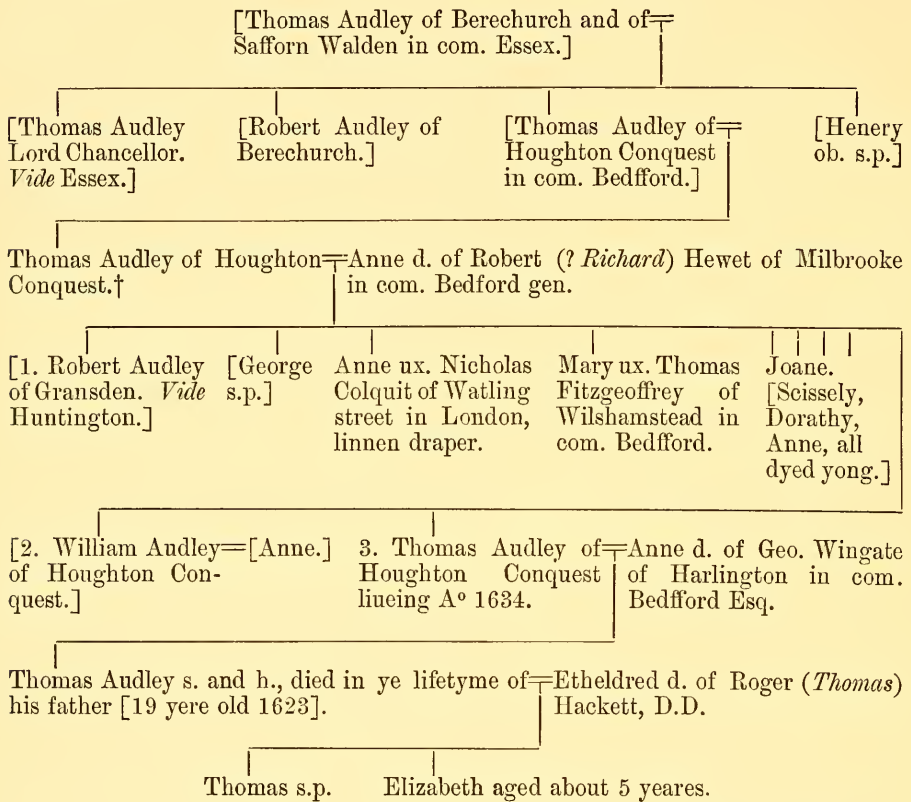 [Thomas Audley of Berechurch and of
Safforn Walden in com. Essex.]
[Thomas Audley
Lord Chancellor.
Vide Essex.]
[Robert Audley of
Berechurch.]
[Thomas Audley of
Houghton Conquest
in com. Bedfford.]
[Henery
ob. s.p.]
Thomas Audley of Houghton
Conquest.†
Anne d. of Robert (? Richard) Hewet of Milbrooke
in com. Bedford gen.
[1. Robert Audley
of Gransden. Vide
Huntington.]
[George
s.p.]
Anne ux. Nicholas
Colquit of Watling
street in London,
linnen draper.
Mary ux. Thomas
Fitzgeoffrey of
Wilshamstead in
com. Bedfford.
Joane.
[Scissely,
Dorathy,
Anne, all
dyed yong.]
[2. William Audley
of Houghton Con-
quest.]
[Anne.]
3. Thomas Audley of
Houghton Conquest
liueing Aº 1634.
Anne d. of Geo. Wingate
of Harlington in com.
Bedfford Esq.
Thomas Audley s. and h., died in ye lifetyme of
his father [19 yere old 1623].
Etheldred d. of Roger (Thomas)
Hackett, D.D.
Thomas s.p.
Elizabeth aged about 5 yeares.